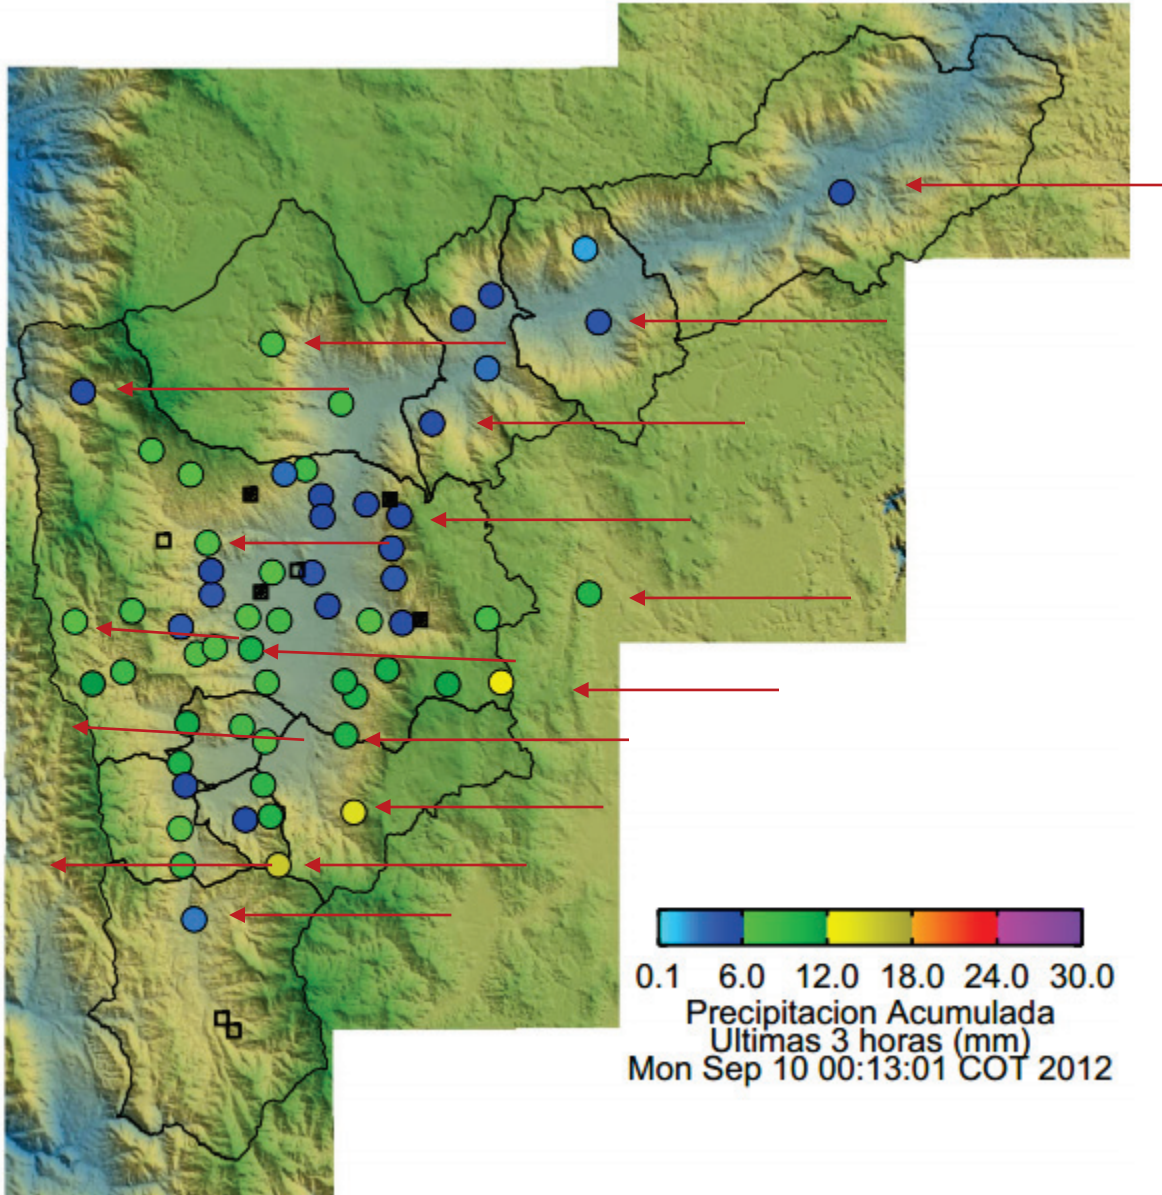 0.1 6.0 12.0 18.0 24.0 30.0
Precipitacion Acumulada
Ultimas 3 horas (mm)
Mon Sep 10 00:13:01 COT 2012